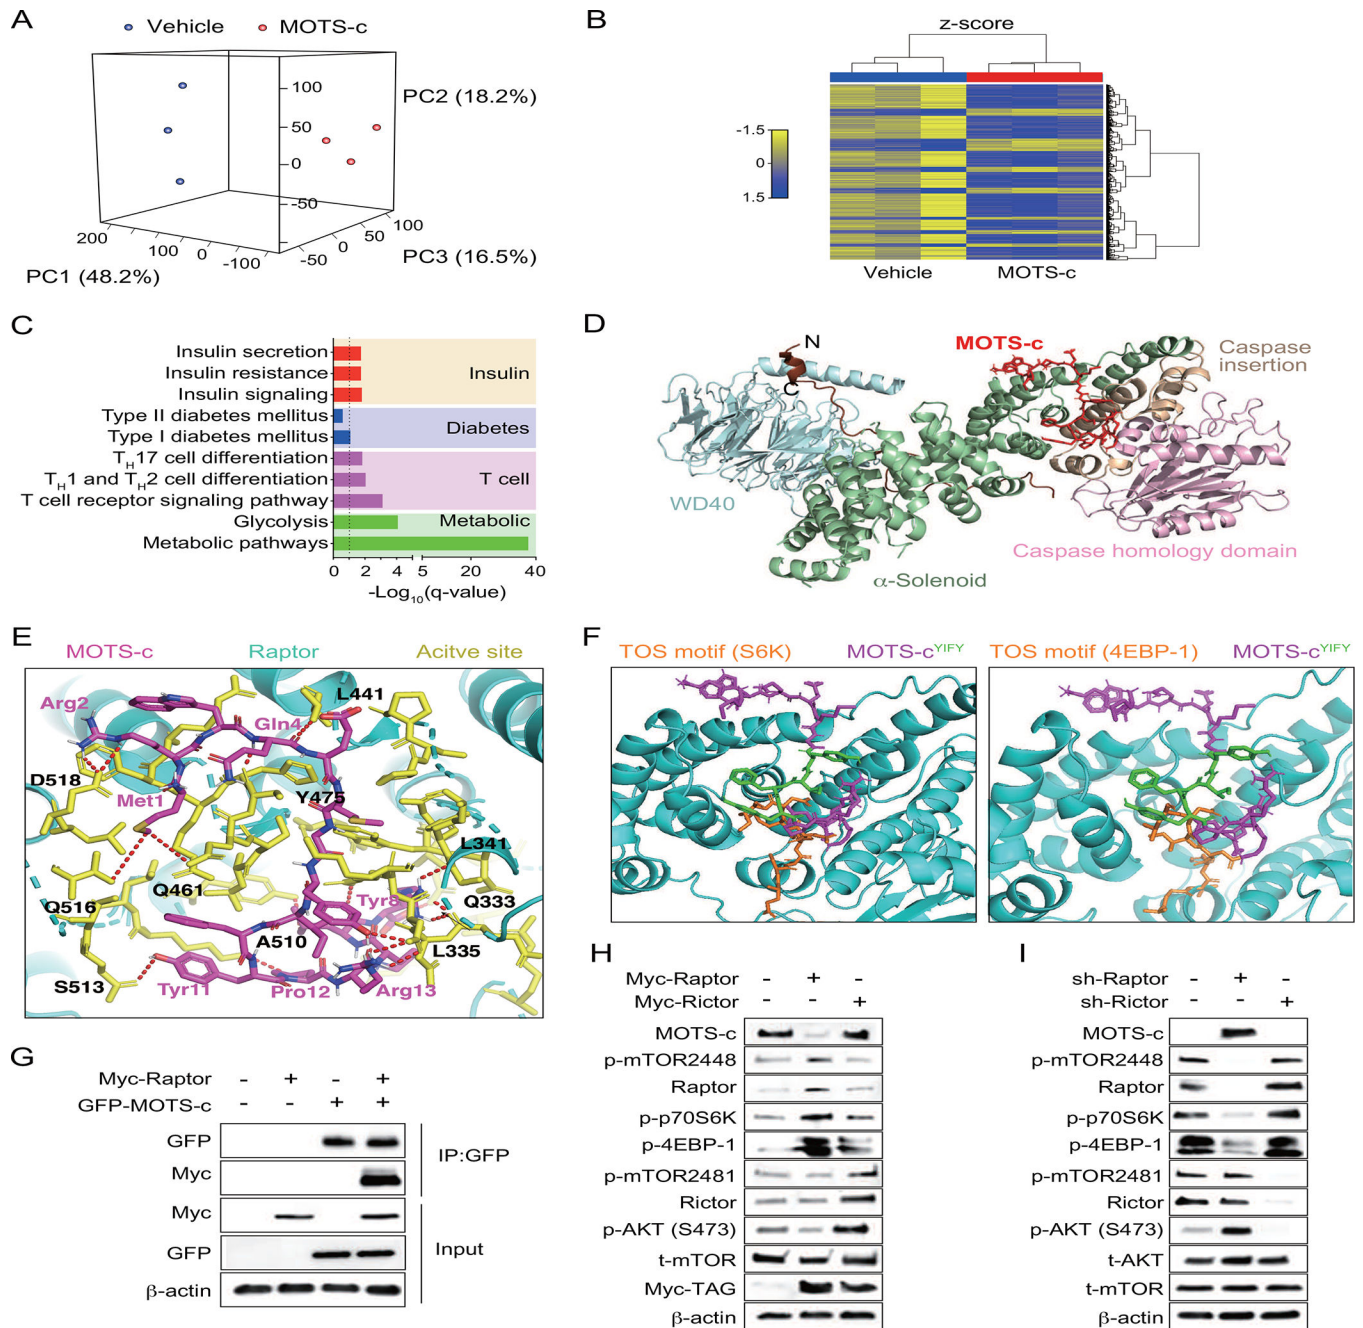 A
Vehicle
MOTS-c
100
50
0
-50
PC2 (18.2%)
200
100
0
-100
-50
0
50
100
PC3 (16.5%)
PC1 (48.2%)
B
z-score
-1.5
0
1.5
Vehicle
MOTS-c
C
Insulin secretion
Insulin resistance
Insulin signaling
Insulin
Type II diabetes mellitus
Type I diabetes mellitus
Diabetes
TH17 cell differentiation
TH1 and TH2 cell differentiation
T cell receptor signaling pathway
T cell
Glycolysis
Metabolic pathways
Metabolic
0 2 4 5 20 40
-Log10(q-value)
D
N
C
MOTS-c
Caspase
insertion
WD40
α-Solenoid
Caspase homology domain
E
MOTS-c
Raptor
Acitve site
Arg2
Gln4
L441
D518
Met1
Y475
L341
Q461
Q516
Tyr8
Q333
A510
L335
S513
Tyr11
Pro12
Arg13
F
TOS motif (S6K)
MOTS-cYIFY
TOS motif (4EBP-1)
MOTS-cYIFY
G
Myc-Raptor - + - +
GFP-MOTS-c - - + +
GFP
Myc
IP:GFP
Myc
GFP
β-actin
Input
H
Myc-Raptor - + -
Myc-Rictor - - +
MOTS-c
p-mTOR2448
Raptor
p-p70S6K
p-4EBP-1
p-mTOR2481
Rictor
p-AKT (S473)
t-mTOR
Myc-TAG
β-actin
I
sh-Raptor - + -
sh-Rictor - - +
MOTS-c
p-mTOR2448
Raptor
p-p70S6K
p-4EBP-1
p-mTOR2481
Rictor
p-AKT (S473)
t-AKT
t-mTOR
β-actin